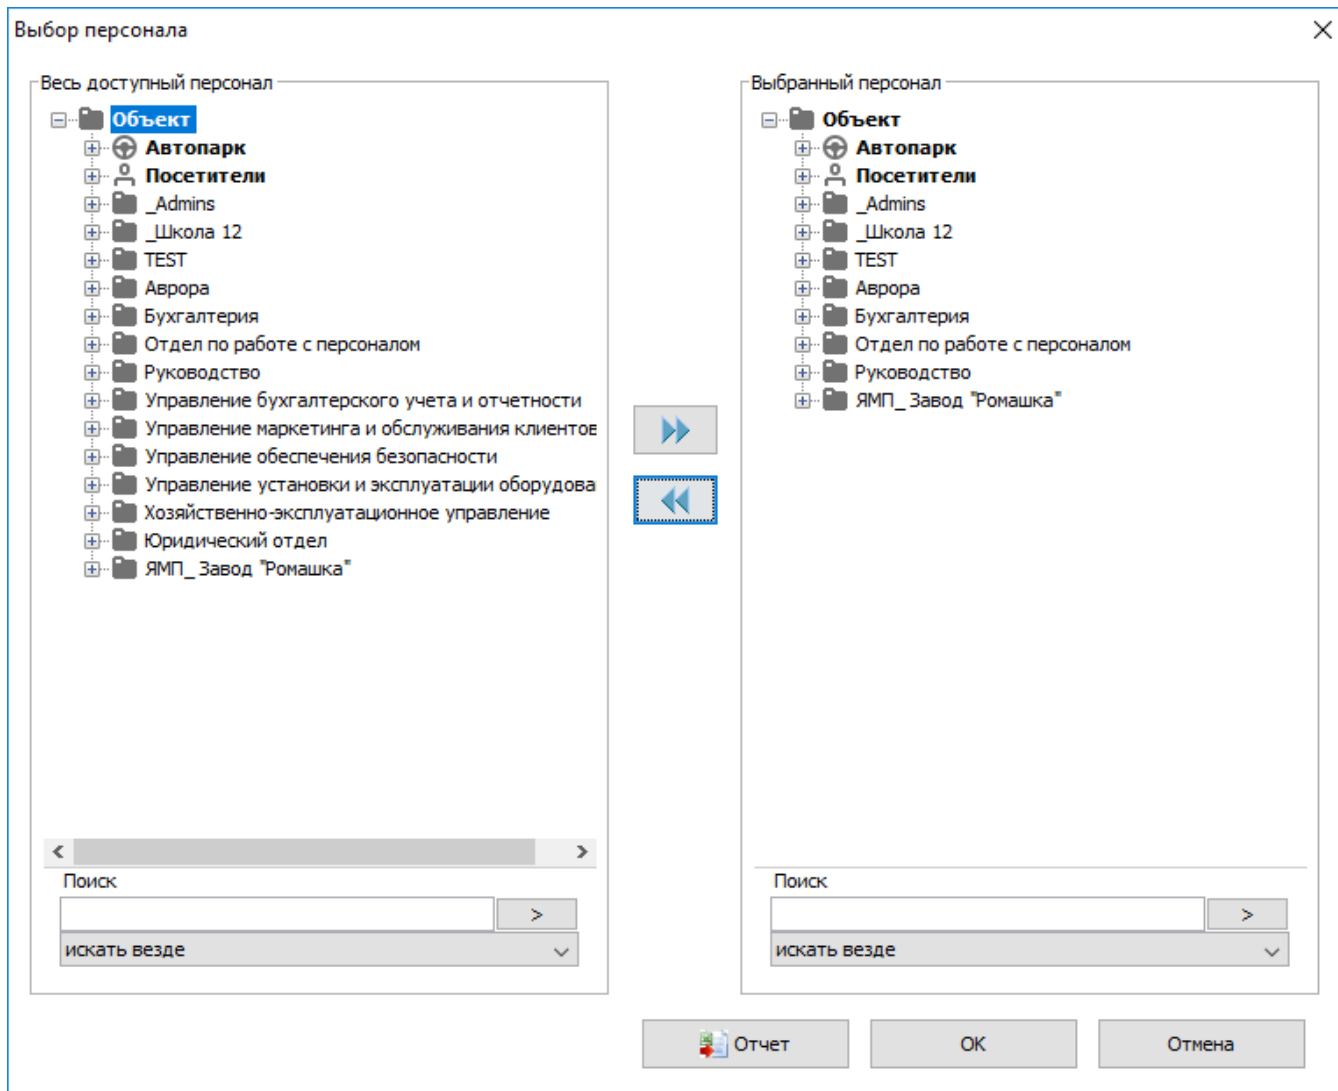 Выбор персонала
Весь доступный персонал
Объект
Автопарк
Посетители
_Admins
_Школа 12
TEST
Аврора
Бухгалтерия
Отдел по работе с персоналом
Руководство
Управление бухгалтерского учета и отчетности
Управление маркетинга и обслуживания клиентов
Управление обеспечения безопасности
Управление установки и эксплуатации оборудова
Хозяйственно-эксплуатационное управление
Юридический отдел
ЯМП_ Завод "Ромашка"
Поиск
>
искать везде
Выбранный персонал
Объект
Автопарк
Посетители
_Admins
_Школа 12
TEST
Аврора
Бухгалтерия
Отдел по работе с персоналом
Руководство
ЯМП_ Завод "Ромашка"
Поиск
>
искать везде
Отчет
OK
Отмена